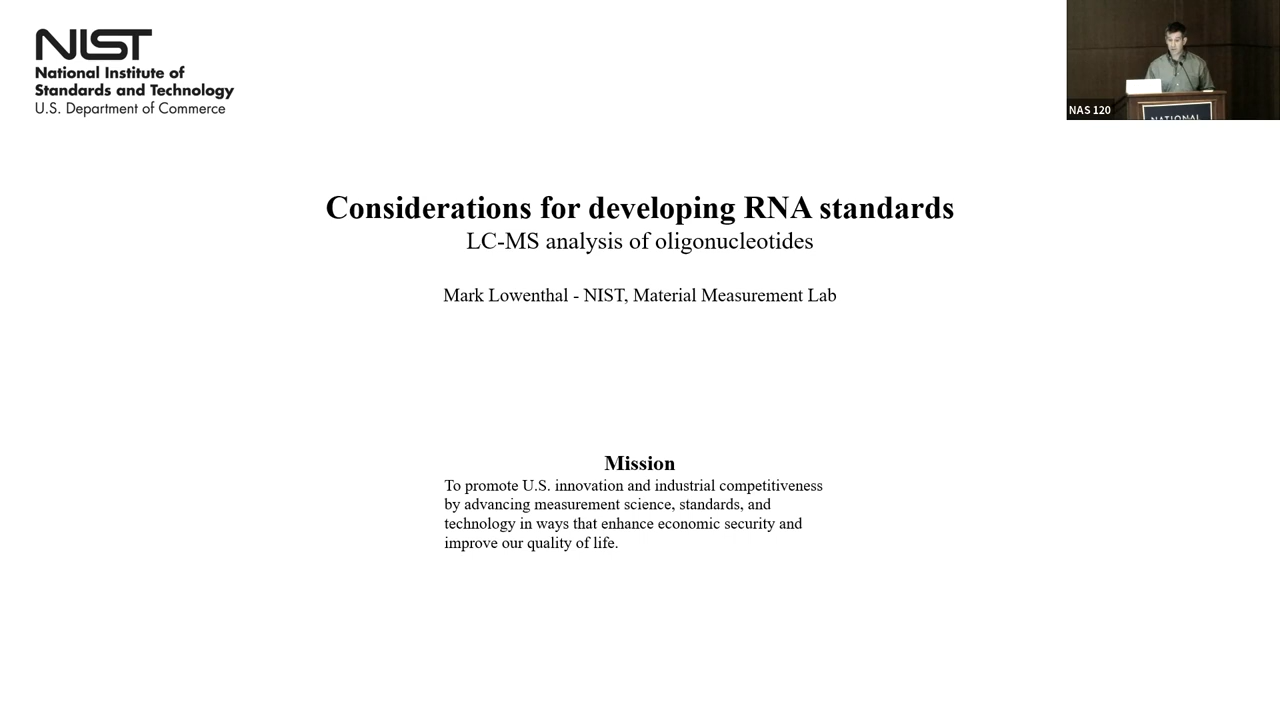 NIST
National Institute of
Standards and Technology
U.S. Department of Commerce
NAS 120
NATIONAL
Considerations for developing RNA standards
LC-MS analysis of oligonucleotides
Mark Lowenthal - NIST, Material Measurement Lab
Mission
To promote U.S. innovation and industrial competitiveness
by advancing measurement science, standards, and
technology in ways that enhance economic security and
improve our quality of life.